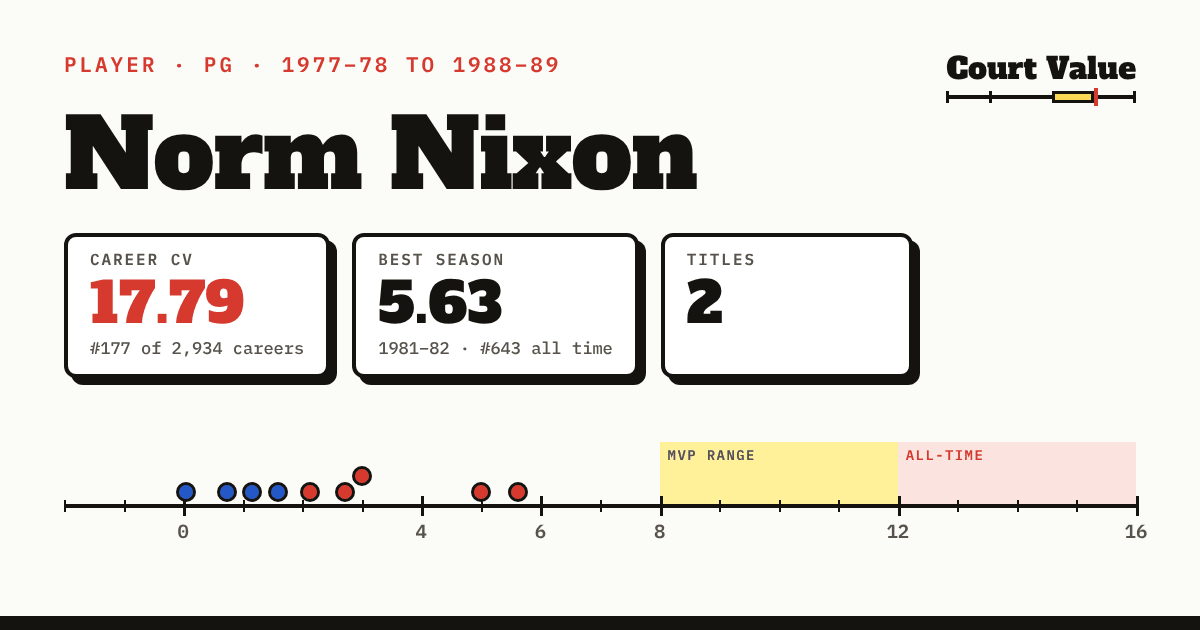 PLAYER · PG · 1977–78 TO 1988–89
Court Value
Norm Nixon
CAREER CV
17.79
#177 of 2,934 careers
BEST SEASON
5.63
1981–82 · #643 all time
TITLES
2
MVP RANGE
ALL-TIME
0 4 6 8 12 16